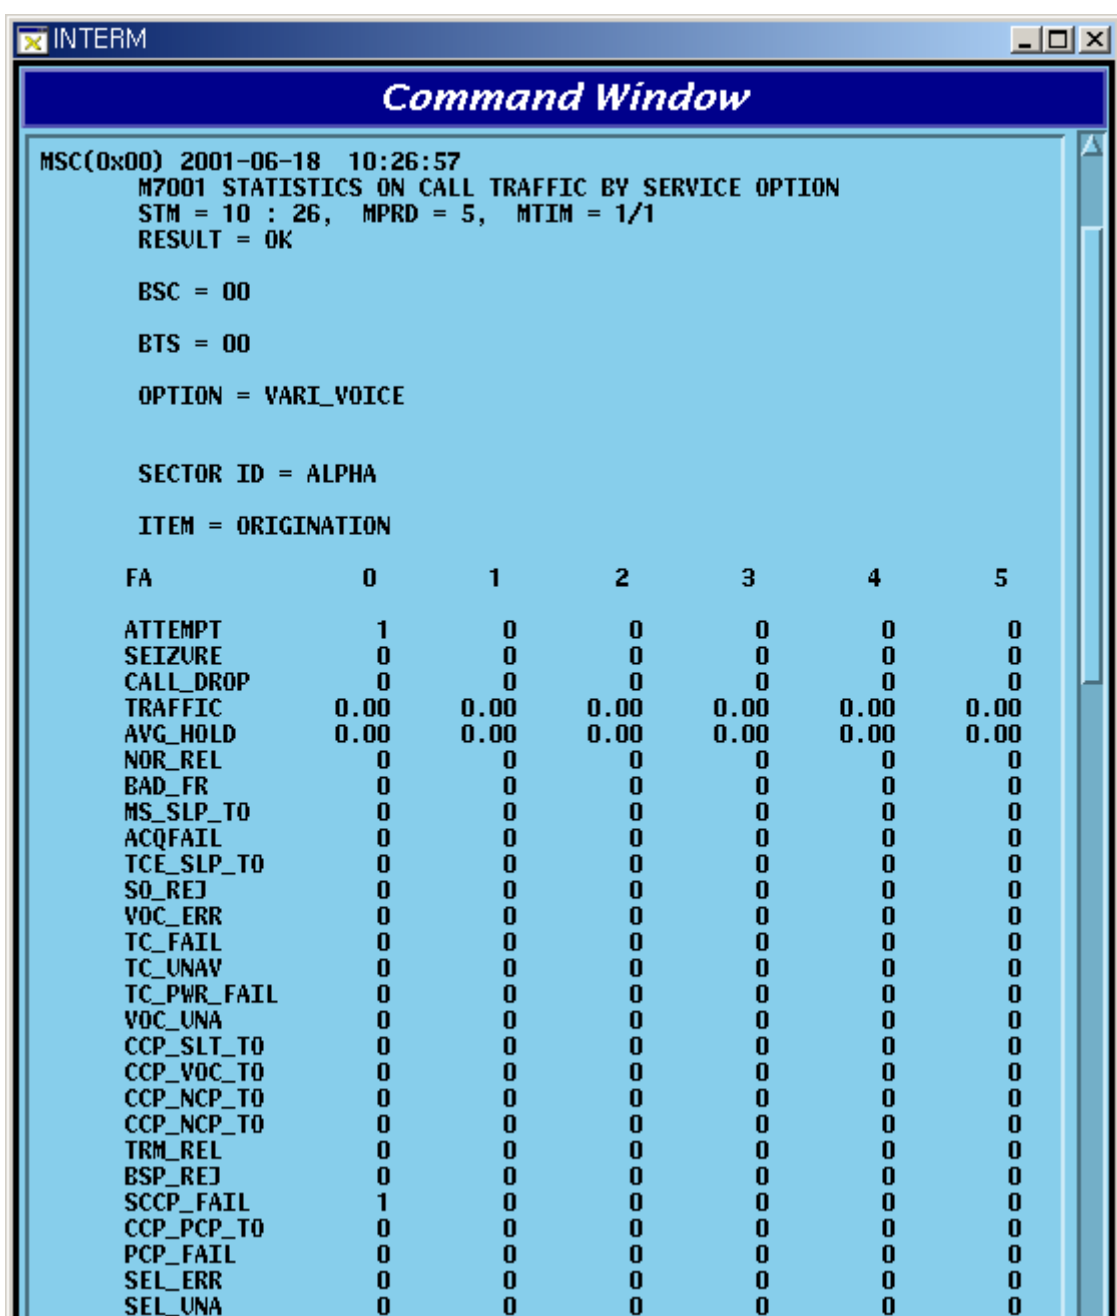 INTERM
Command Window
MSC(0x00) 2001-06-18 10:26:57
M7001 STATISTICS ON CALL TRAFFIC BY SERVICE OPTION
STM = 10 : 26, MPRD = 5, MTIM = 1/1
RESULT = OK
BSC = 00
BTS = 00
OPTION = VARI_VOICE
SECTOR ID = ALPHA
ITEM = ORIGINATION
FA 0 1 2 3 4 5
ATTEMPT 1 0 0 0 0 0
SEIZURE 0 0 0 0 0 0
CALL_DROP 0 0 0 0 0 0
TRAFFIC 0.00 0.00 0.00 0.00 0.00 0.00
AVG_HOLD 0.00 0.00 0.00 0.00 0.00 0.00
NOR_REL 0 0 0 0 0 0
BAD_FR 0 0 0 0 0 0
MS_SLP_TO 0 0 0 0 0 0
ACQFAIL 0 0 0 0 0 0
TCE_SLP_TO 0 0 0 0 0 0
SO_REJ 0 0 0 0 0 0
VOC_ERR 0 0 0 0 0 0
TC_FAIL 0 0 0 0 0 0
TC_UNAV 0 0 0 0 0 0
TC_PWR_FAIL 0 0 0 0 0 0
VOC_UNA 0 0 0 0 0 0
CCP_SLT_TO 0 0 0 0 0 0
CCP_VOC_TO 0 0 0 0 0 0
CCP_NCP_TO 0 0 0 0 0 0
CCP_NCP_TO 0 0 0 0 0 0
TRM_REL 0 0 0 0 0 0
BSP_REJ 0 0 0 0 0 0
SCCP_FAIL 1 0 0 0 0 0
CCP_PCP_TO 0 0 0 0 0 0
PCP_FAIL 0 0 0 0 0 0
SEL_ERR 0 0 0 0 0 0
SEL_UNA 0 0 0 0 0 0